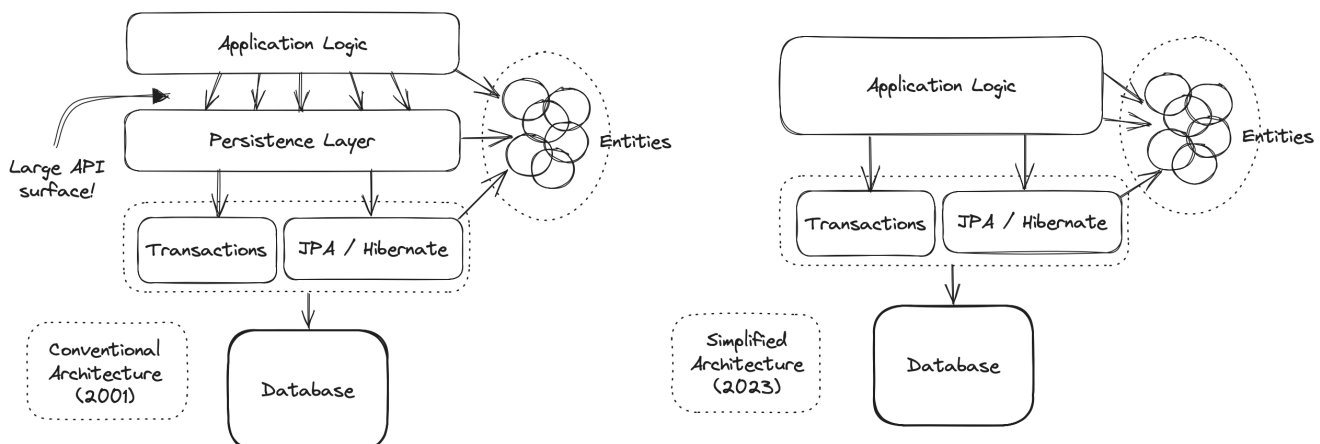 Application Logic
Persistence Layer
Large API
surface!
Entities
Transactions
JPA / Hibernate
Conventional
Architecture
(2001)
Database
Application Logic
Entities
Transactions
JPA / Hibernate
Simplified
Architecture
(2023)
Database